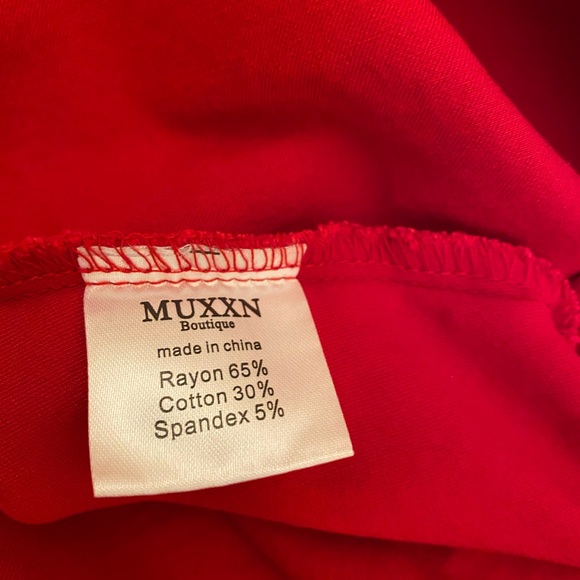 MUXXN
Boutique
made in china
Rayon 65%
Cotton 30%
Spandex 5%